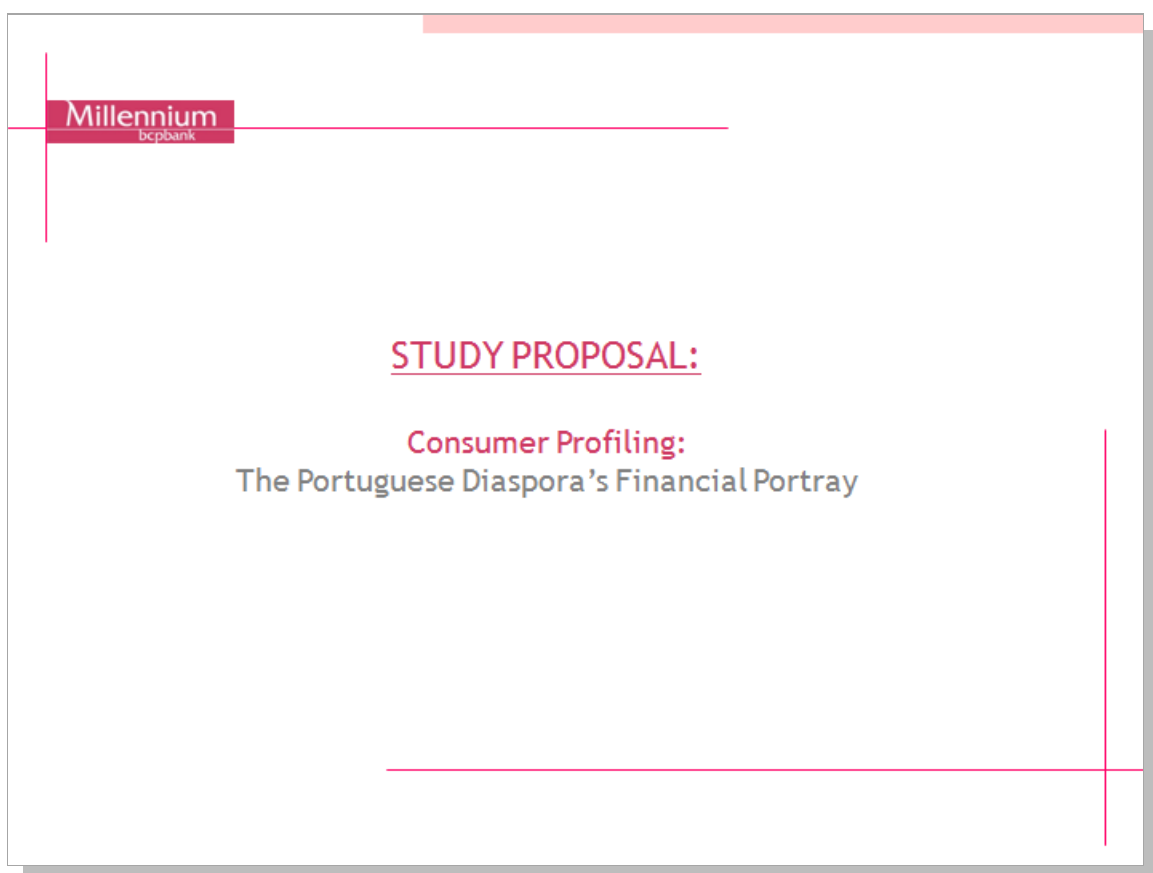 Millennium
bcpbank
STUDY PROPOSAL:
Consumer Profiling:
The Portuguese Diaspora’s Financial Portray